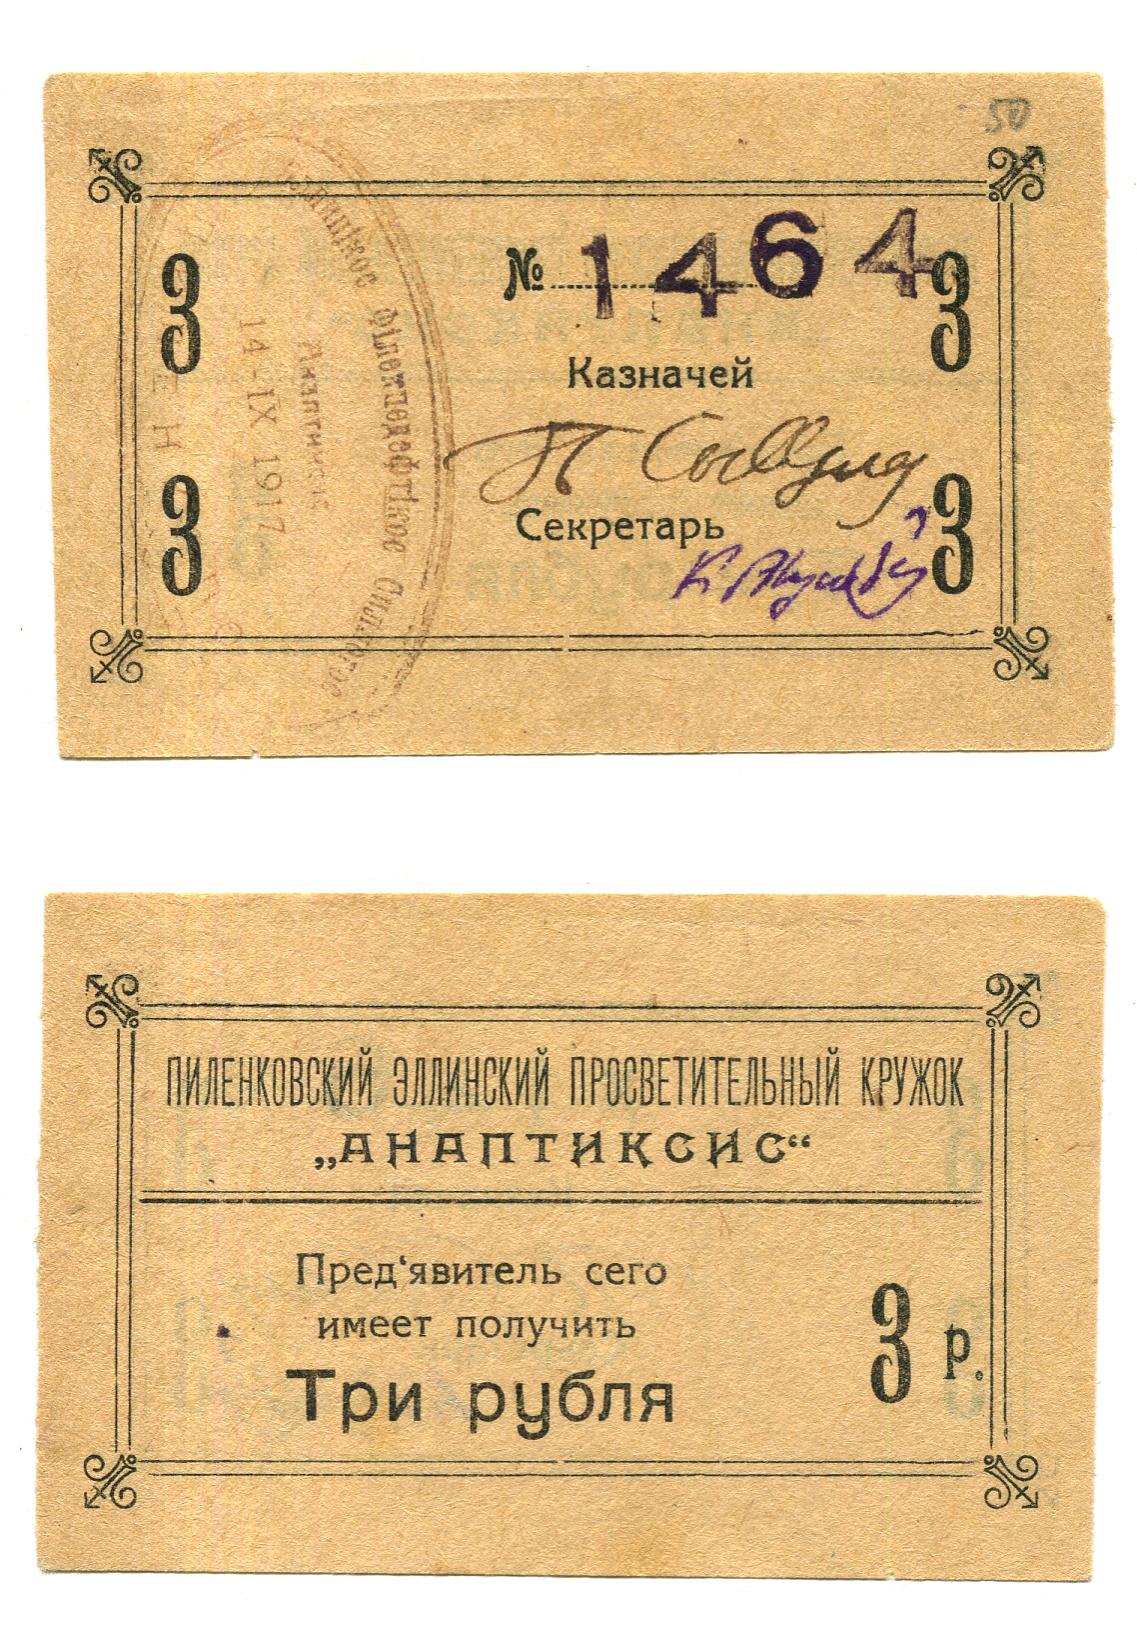 50
3 № 1464 3
Казначей
3 Секретарь 3
14-IX 1917
ПИЛЕНКОВСКИЙ ЭЛЛИНСКИЙ ПРОСВЕТИТЕЛЬНЫЙ КРУЖОК
„АНАПТИКСИС“
Пред‘явитель сего
имеет получить
Три рубля
3 р.